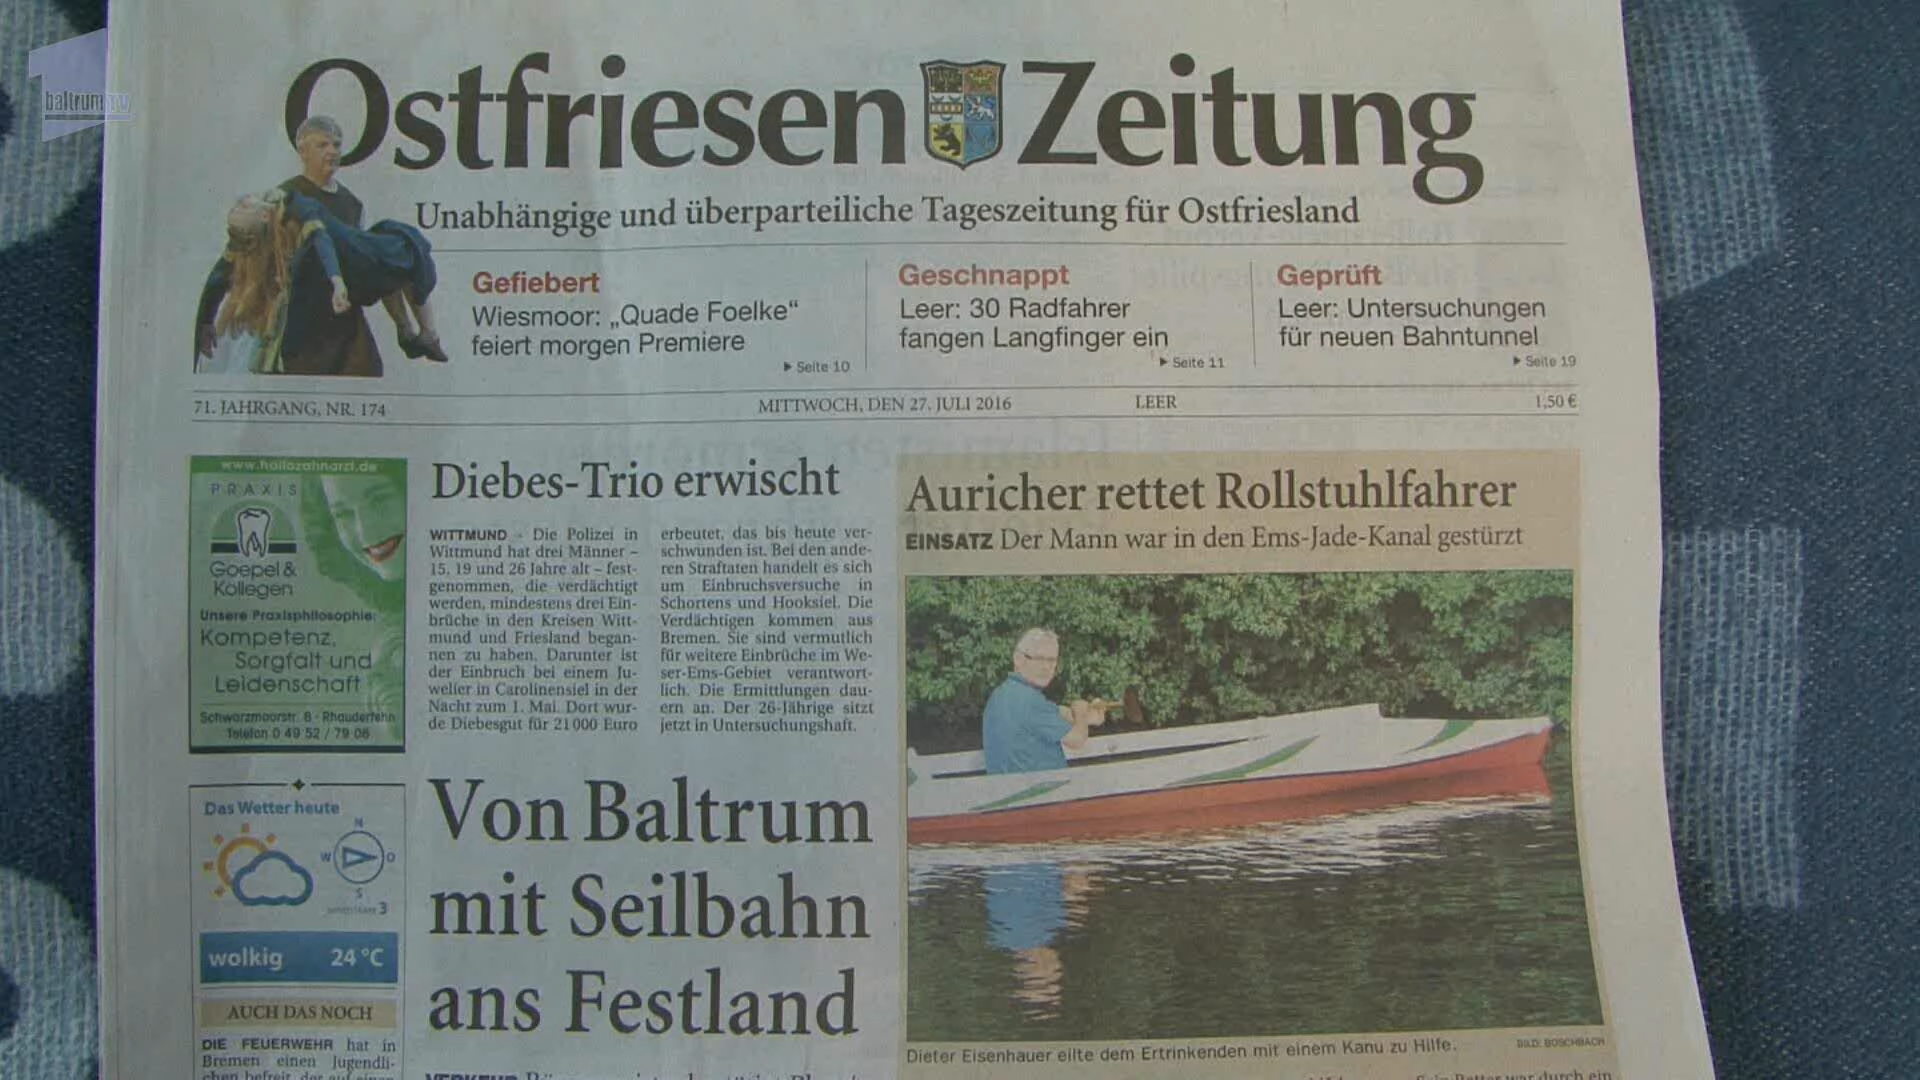 baltrum TV
Ostfriesen Zeitung
Unabhängige und überparteiliche Tageszeitung für Ostfriesland
Gefiebert
Wiesmoor: „Quade Foelke“
feiert morgen Premiere
▸ Seite 10
Geschnappt
Leer: 30 Radfahrer
fangen Langfinger ein
▸ Seite 11
Geprüft
Leer: Untersuchungen
für neuen Bahntunnel
▸ Seite 19
71. JAHRGANG, NR. 174
MITTWOCH, DEN 27. JULI 2016
LEER
1,50 €
www.hallozahnarzt.de
PRAXIS
Goepel &
Kollegen
Unsere Praxisphilosophie:
Kompetenz,
Sorgfalt und
Leidenschaft
Schwarzmoorstr. 8 · Rhauderfehn
Telefon 0 49 52 / 79 08
Das Wetter heute
N
W
O
S
3
wolkig 24 °C
AUCH DAS NOCH
DIE FEUERWEHR hat in
Bremen einen Jugendli-
chen befreit, der auf einen
Diebes-Trio erwischt
WITTMUND - Die Polizei in
Wittmund hat drei Männer –
15, 19 und 26 Jahre alt – fest-
genommen, die verdächtigt
werden, mindestens drei Ein-
brüche in den Kreisen Witt-
mund und Friesland began-
nen zu haben. Darunter ist
der Einbruch bei einem Ju-
welier in Carolinensiel in der
Nacht zum 1. Mai. Dort wur-
de Diebesgut für 21 000 Euro
erbeutet, das bis heute ver-
schwunden ist. Bei den ande-
ren Straftaten handelt es sich
um Einbruchsversuche in
Schortens und Hooksiel. Die
Verdächtigen kommen aus
Bremen. Sie sind vermutlich
für weitere Einbrüche im We-
ser-Ems-Gebiet verantwort-
lich. Die Ermittlungen dau-
ern an. Der 26-Jährige sitzt
jetzt in Untersuchungshaft.
Von Baltrum
mit Seilbahn
ans Festland
VERKEHR
Auricher rettet Rollstuhlfahrer
EINSATZ Der Mann war in den Ems-Jade-Kanal gestürzt
Dieter Eisenhauer eilte dem Ertrinkenden mit einem Kanu zu Hilfe.
BILD: BOSCHBACH